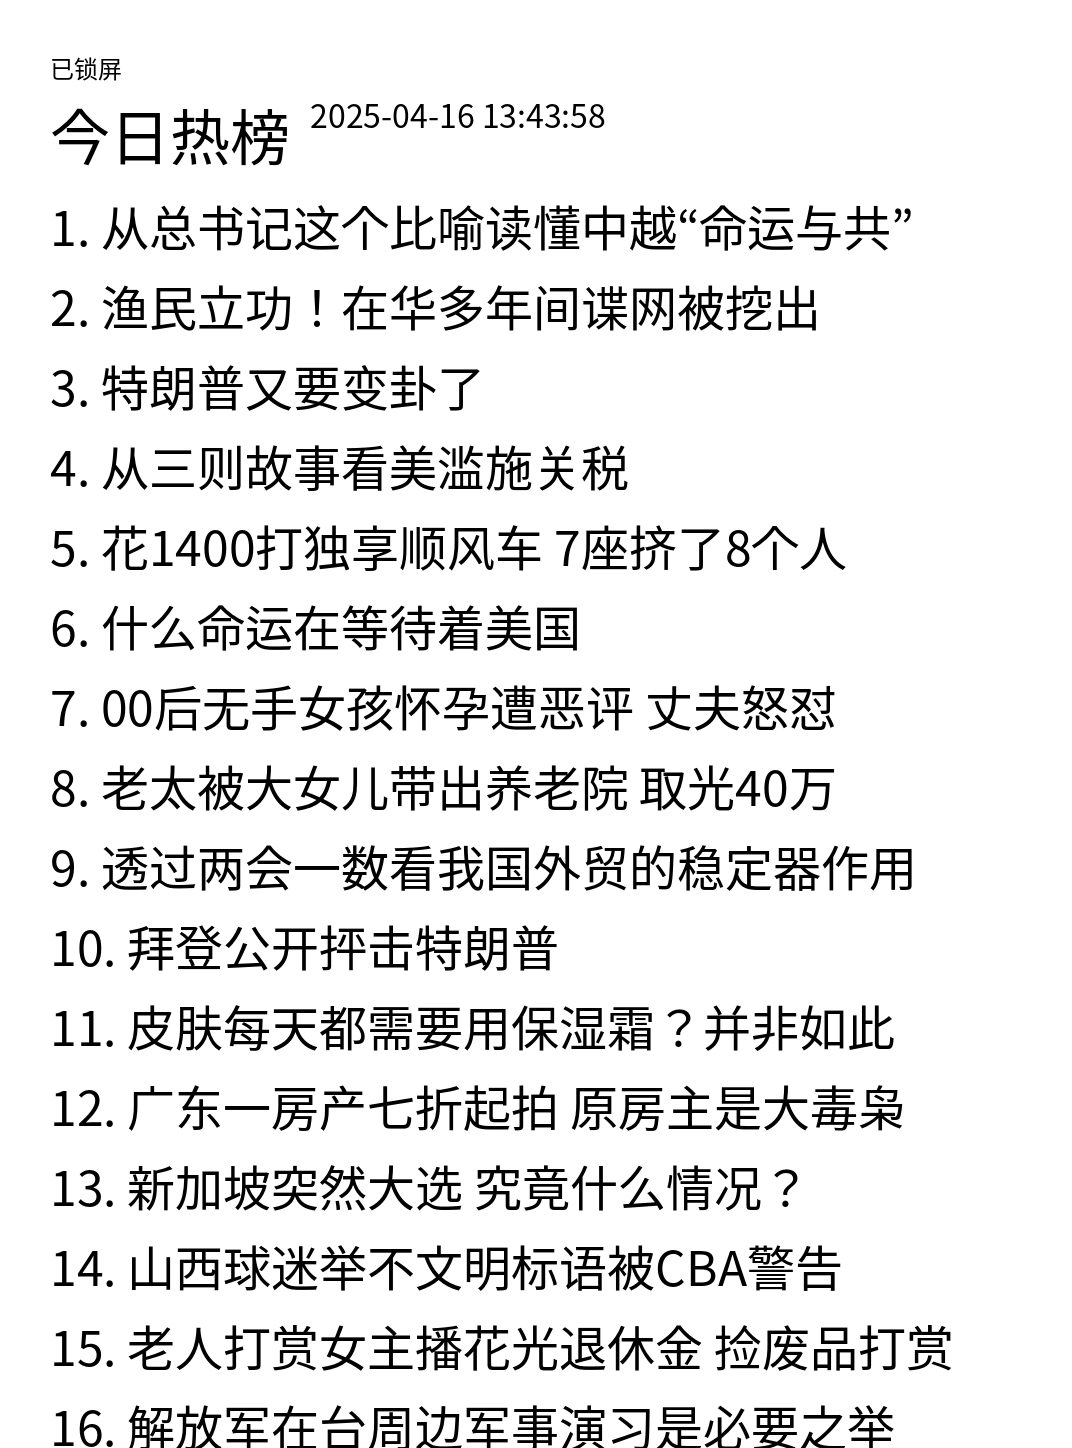 已锁屏
今日热榜 2025-04-16 13:43:58
1. 从总书记这个比喻读懂中越“命运与共”
2. 渔民立功！在华多年间谍网被挖出
3. 特朗普又要变卦了
4. 从三则故事看美滥施关税
5. 花1400打独享顺风车 7座挤了8个人
6. 什么命运在等待着美国
7. 00后无手女孩怀孕遭恶评 丈夫怒怼
8. 老太被大女儿带出养老院 取光40万
9. 透过两会一数看我国外贸的稳定器作用
10. 拜登公开抨击特朗普
11. 皮肤每天都需要用保湿霜？并非如此
12. 广东一房产七折起拍 原房主是大毒枭
13. 新加坡突然大选 究竟什么情况？
14. 山西球迷举不文明标语被CBA警告
15. 老人打赏女主播花光退休金 捡废品打赏
16. 解放军在台周边军事演习是必要之举